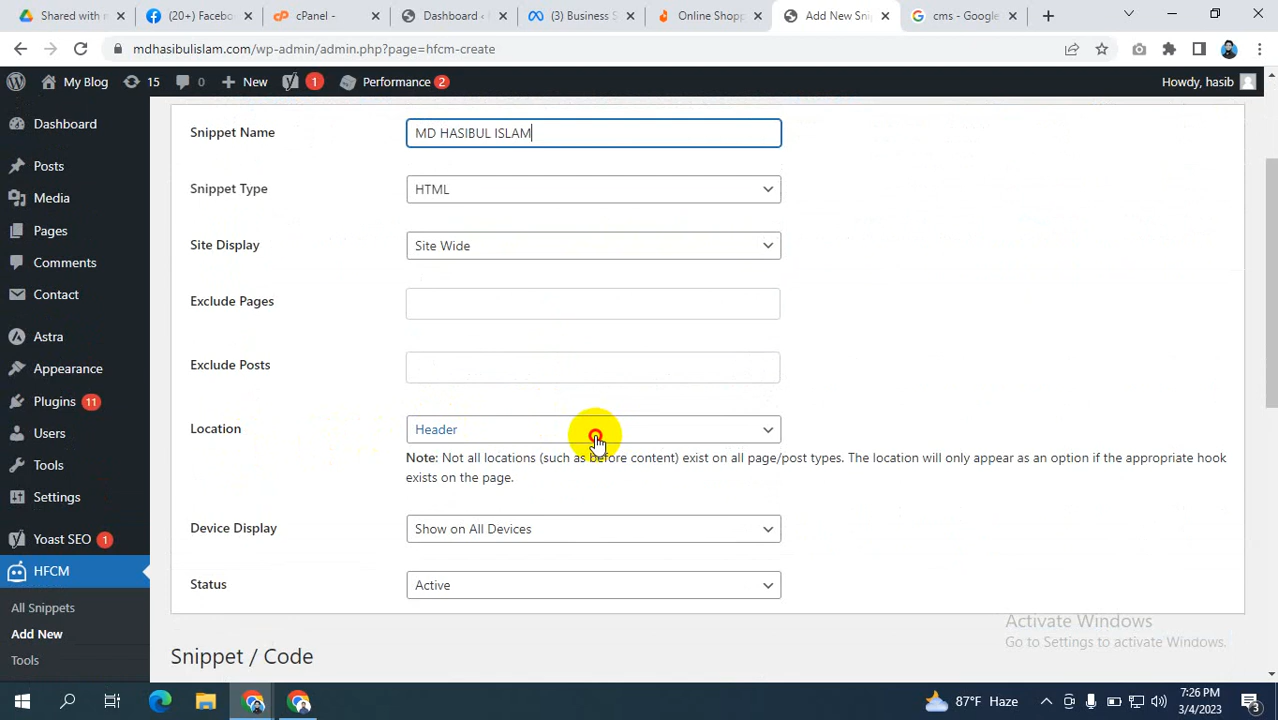 Shared with m
(20+) Faceboo
cPanel -
Dashboard ‹
(3) Business S
Online Shopp
Add New Snip
cms - Google
mdhasibulislam.com/wp-admin/admin.php?page=hfcm-create
My Blog
15
0
New
1
Performance
2
Howdy, hasib
Dashboard
Posts
Media
Pages
Comments
Contact
Astra
Appearance
Plugins
11
Users
Tools
Settings
Yoast SEO
1
HFCM
All Snippets
Add New
Tools
Snippet Name
MD HASIBUL ISLAM
Snippet Type
HTML
Site Display
Site Wide
Exclude Pages
Exclude Posts
Location
Header
Note: Not all locations (such as before content) exist on all page/post types. The location will only appear as an option if the appropriate hook
exists on the page.
Device Display
Show on All Devices
Status
Active
Snippet / Code
Activate Windows
Go to Settings to activate Windows.
87°F Haze
7:26 PM
3/4/2023
3